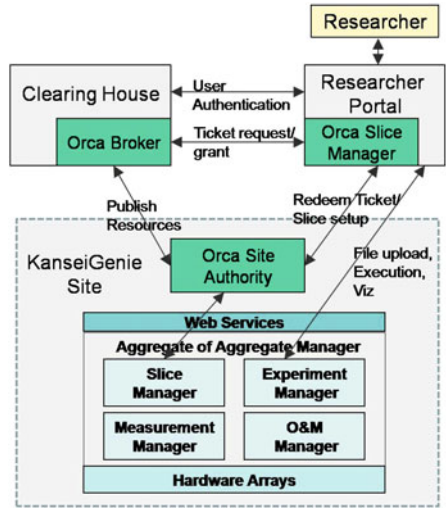 Researcher
Clearing House
Orca Broker
User
Authentication
Ticket request/
grant
Researcher
Portal
Orca Slice
Manager
Publish
Resources
Redeem Ticket/
Slice setup
KanseiGenie
Site
Orca Site
Authority
File upload,
Execution,
Viz
Web Services
Aggregate of Aggregate Manager
Slice
Manager
Experiment
Manager
Measurement
Manager
O&M
Manager
Hardware Arrays